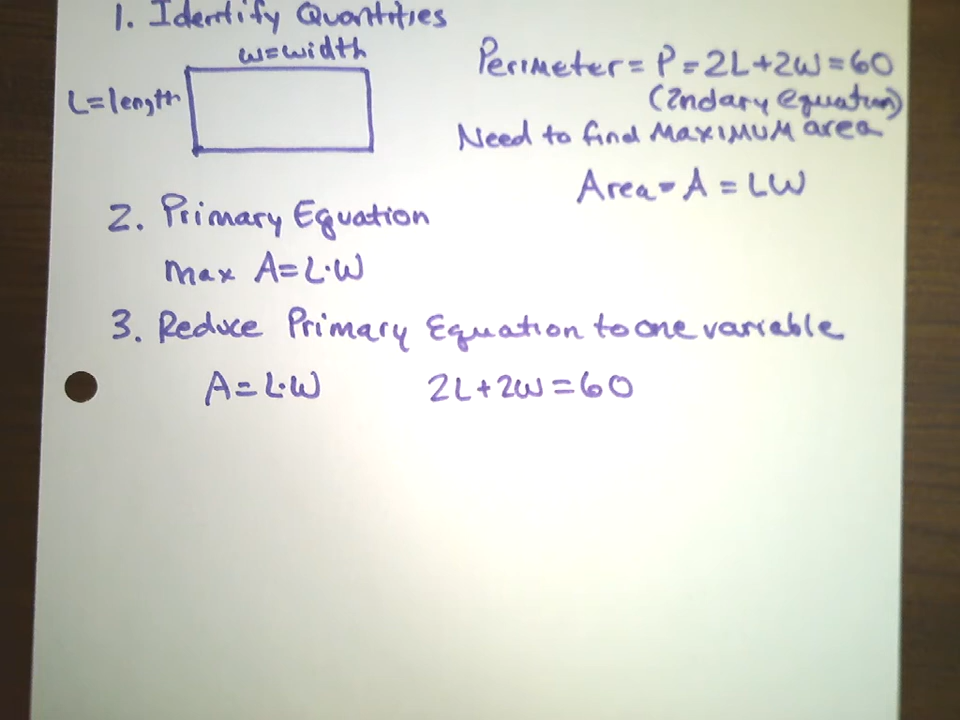 1. Identify Quantities
w=width
L=length
Perimeter = P = 2L+2W=60
(2ndary equation)
Need to find MAXIMUM area
Area = A = LW
2. Primary Equation
max A=L·W
3. Reduce Primary Equation to one variable
A=L·W 2L+2W=60